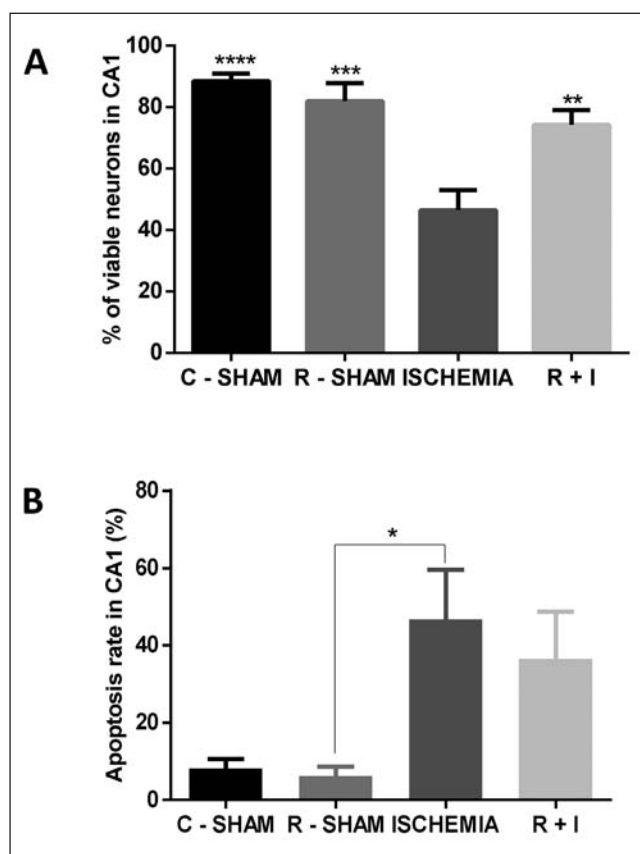 A
% of viable neurons in CA1
100
80
60
40
20
0
****
***
**
C - SHAM R - SHAM ISCHEMIA R + I
B
Apoptosis rate in CA1 (%)
80
60
40
20
0
*
C - SHAM R - SHAM ISCHEMIA R + I